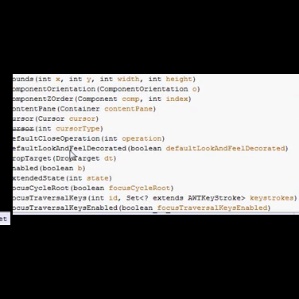 ounds(int x, int y, int width, int height)
omponentOrientation(ComponentOrientation o)
omponentZOrder(Component comp, int index)
ontentPane(Container contentPane)
ursor(Cursor cursor)
ursor(int cursorType)
efaultCloseOperation(int operation)
efaultLookAndFeelDecorated(boolean defaultLookAndFeelDecorated)
ropTarget(DropTarget dt)
nabled(boolean b)
xtendedState(int state)
ocusCycleRoot(boolean focusCycleRoot)
ocusTraversalKeys(int id, Set<? extends AWTKeyStroke> keystrokes)
ocusTraversalKeysEnabled(boolean focusTraversalKeysEnabled)
et